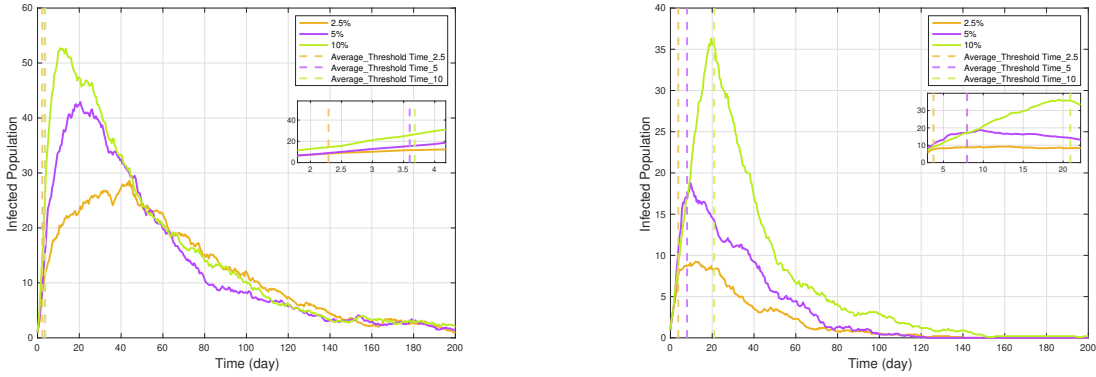 60
50
40
30
20
10
0
Infected Population
0 20 40 60 80 100 120 140 160 180 200
Time (day)
2.5%
5%
10%
Average_Threshold Time_2.5
Average_Threshold Time_5
Average_Threshold Time_10
40
20
0
2 2.5 3 3.5 4
40
35
30
25
20
15
10
5
0
Infected Population
0 20 40 60 80 100 120 140 160 180 200
Time (day)
2.5%
5%
10%
Average_Threshold Time_2.5
Average_Threshold Time_5
Average_Threshold Time_10
40
30
20
10
0
5 10 15 20